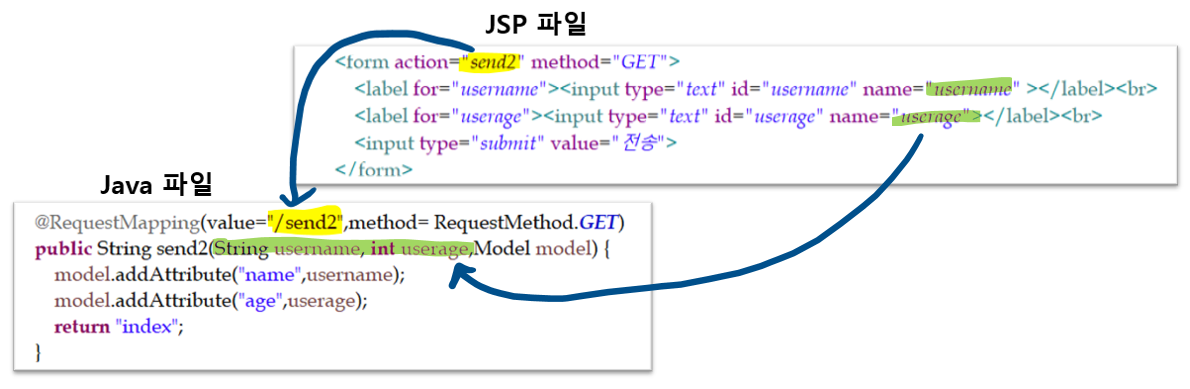 JSP 파일
<form action="send2" method="GET">
<label for="username"><input type="text" id="username" name="username" ></label><br>
<label for="userage"><input type="text" id="userage" name="userage"></label><br>
<input type="submit" value="전송">
</form>
Java 파일
@RequestMapping(value="/send2",method= RequestMethod.GET)
public String send2(String username, int userage,Model model) {
model.addAttribute("name",username);
model.addAttribute("age",userage);
return "index";
}